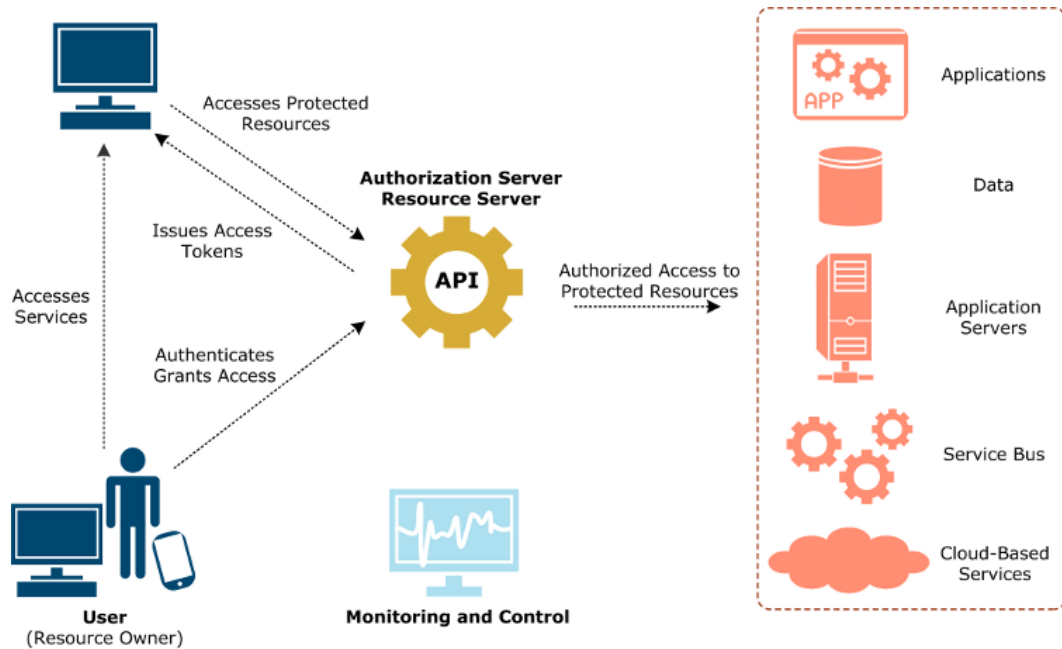 Accesses Protected
Resources
Authorization Server
Resource Server
Issues Access
Tokens
API
Accesses
Services
Authenticates
Grants Access
Authorized Access to
Protected Resources
APP
Applications
Data
Application
Servers
Service Bus
Cloud-Based
Services
User
(Resource Owner)
Monitoring and Control